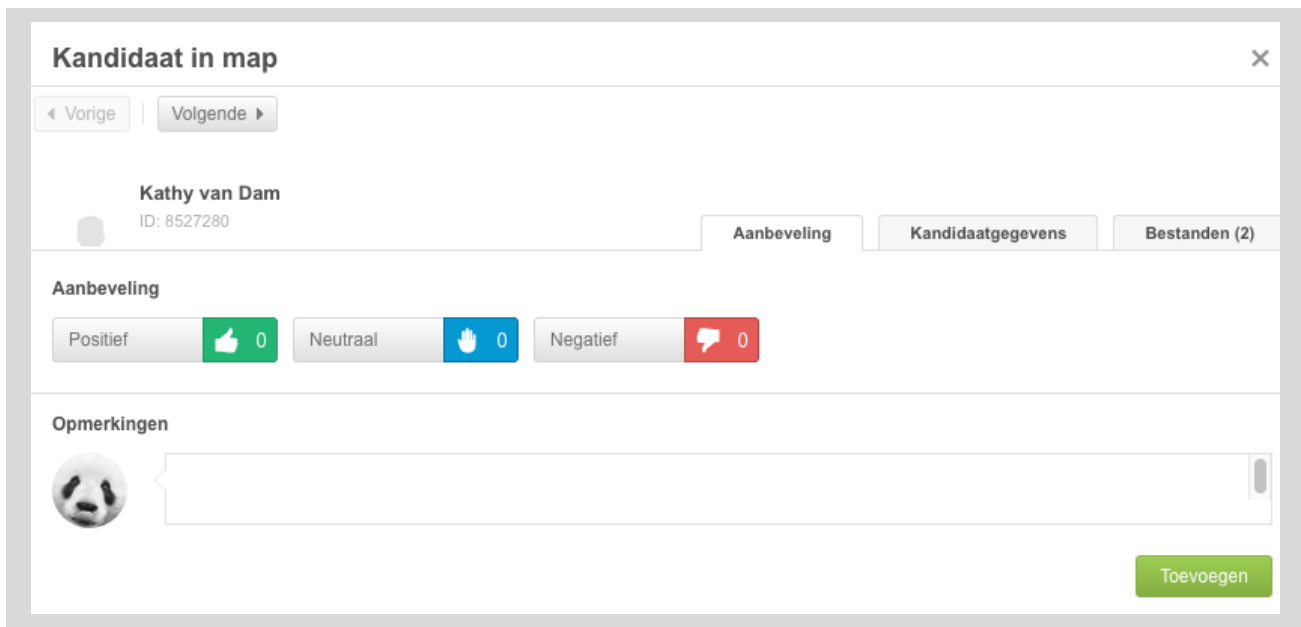 Kandidaat in map
Vorige Volgende
Kathy van Dam
ID: 8527280
Aanbeveling Kandidaatgegevens Bestanden (2)
Aanbeveling
Positief 0 Neutraal 0 Negatief 0
Opmerkingen
Toevoegen